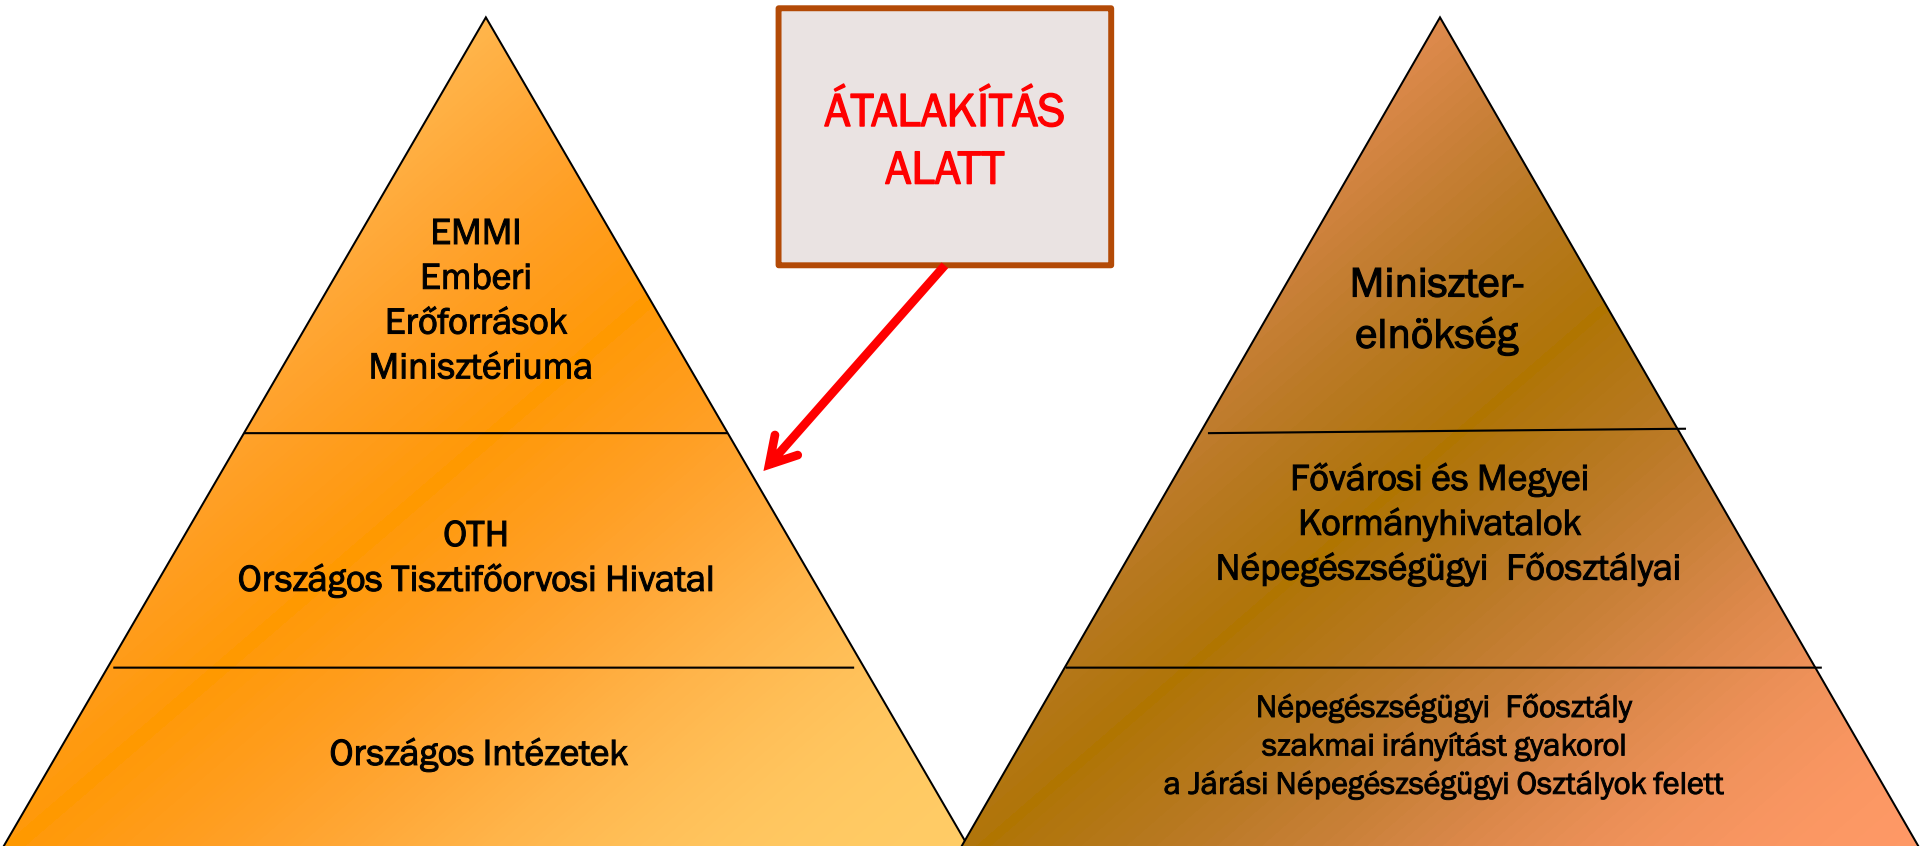 EMMI
Emberi
Erőforrások
Minisztériuma
OTH
Országos Tisztifőorvosi Hivatal
Országos Intézetek
ÁTALAKÍTÁS
ALATT
Miniszter-
elnökség
Fővárosi és Megyei
Kormányhivatalok
Népegészségügyi Főosztályai
Népegészségügyi Főosztály
szakmai irányítást gyakorol
a Járási Népegészségügyi Osztályok felett